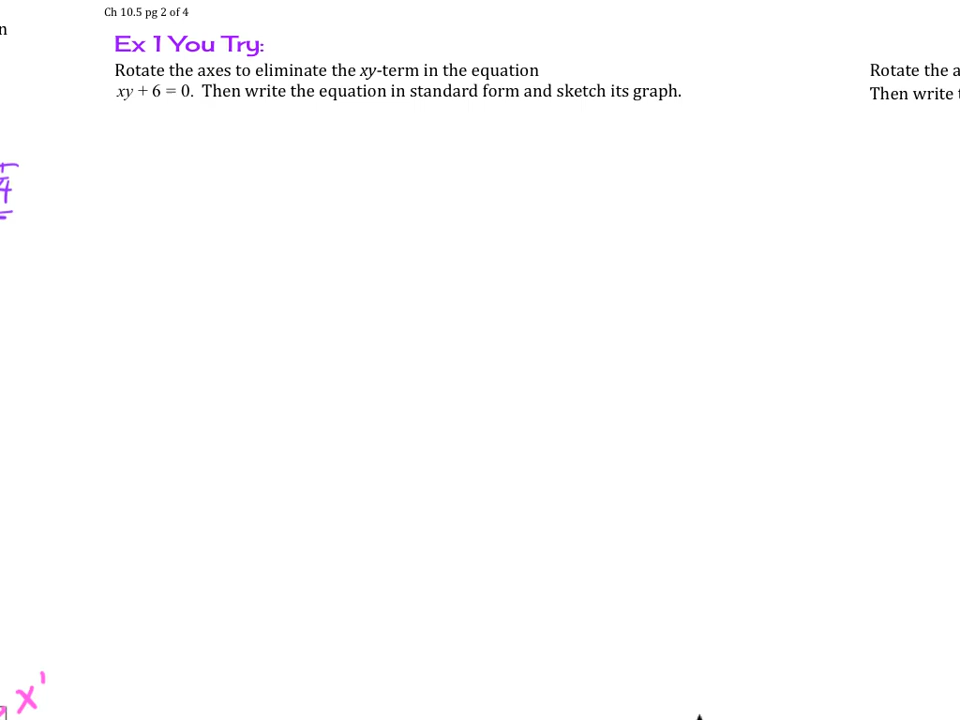 Ch 10.5 pg 2 of 4
n
Ex 1 You Try:
Rotate the axes to eliminate the xy-term in the equation
xy + 6 = 0. Then write the equation in standard form and sketch its graph.
Rotate the a
Then write
4
x'